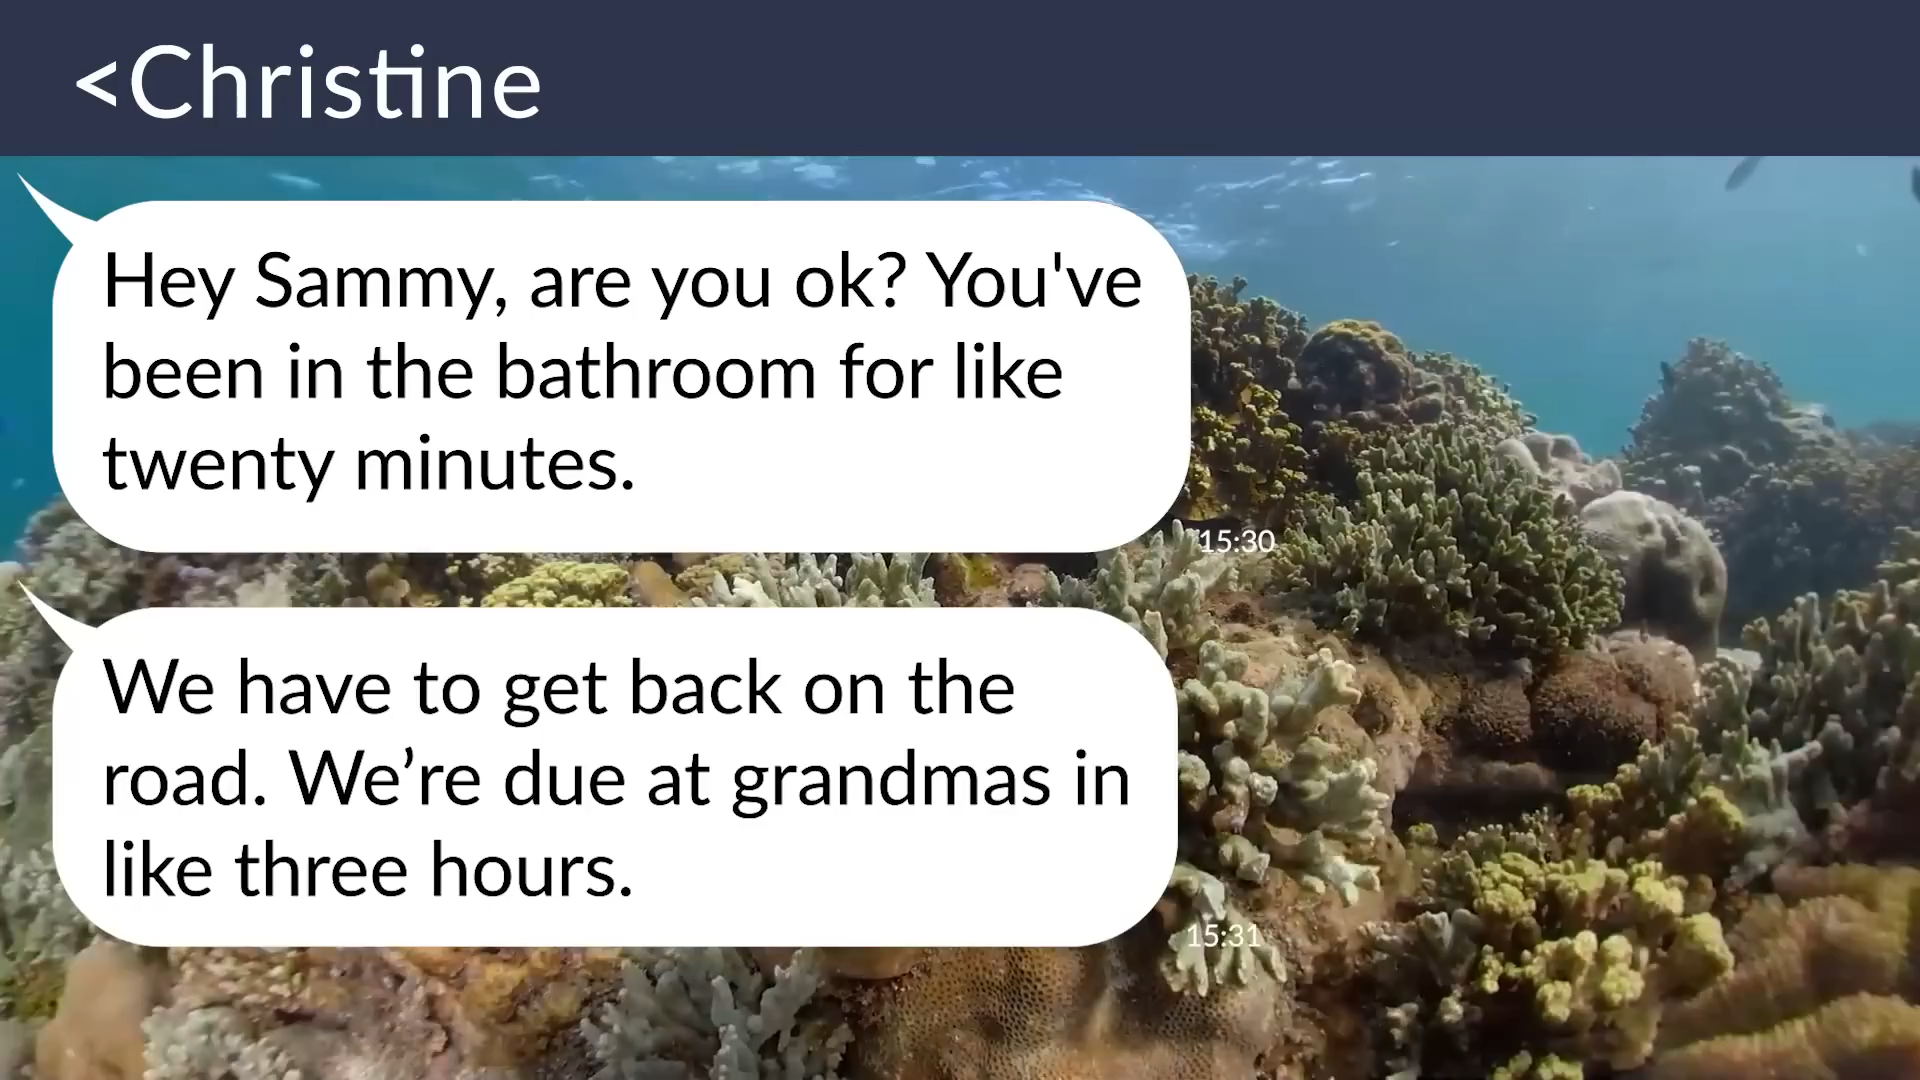 <Christine
Hey Sammy, are you ok? You've
been in the bathroom for like
twenty minutes.
15:30
We have to get back on the
road. We’re due at grandmas in
like three hours.
15:31